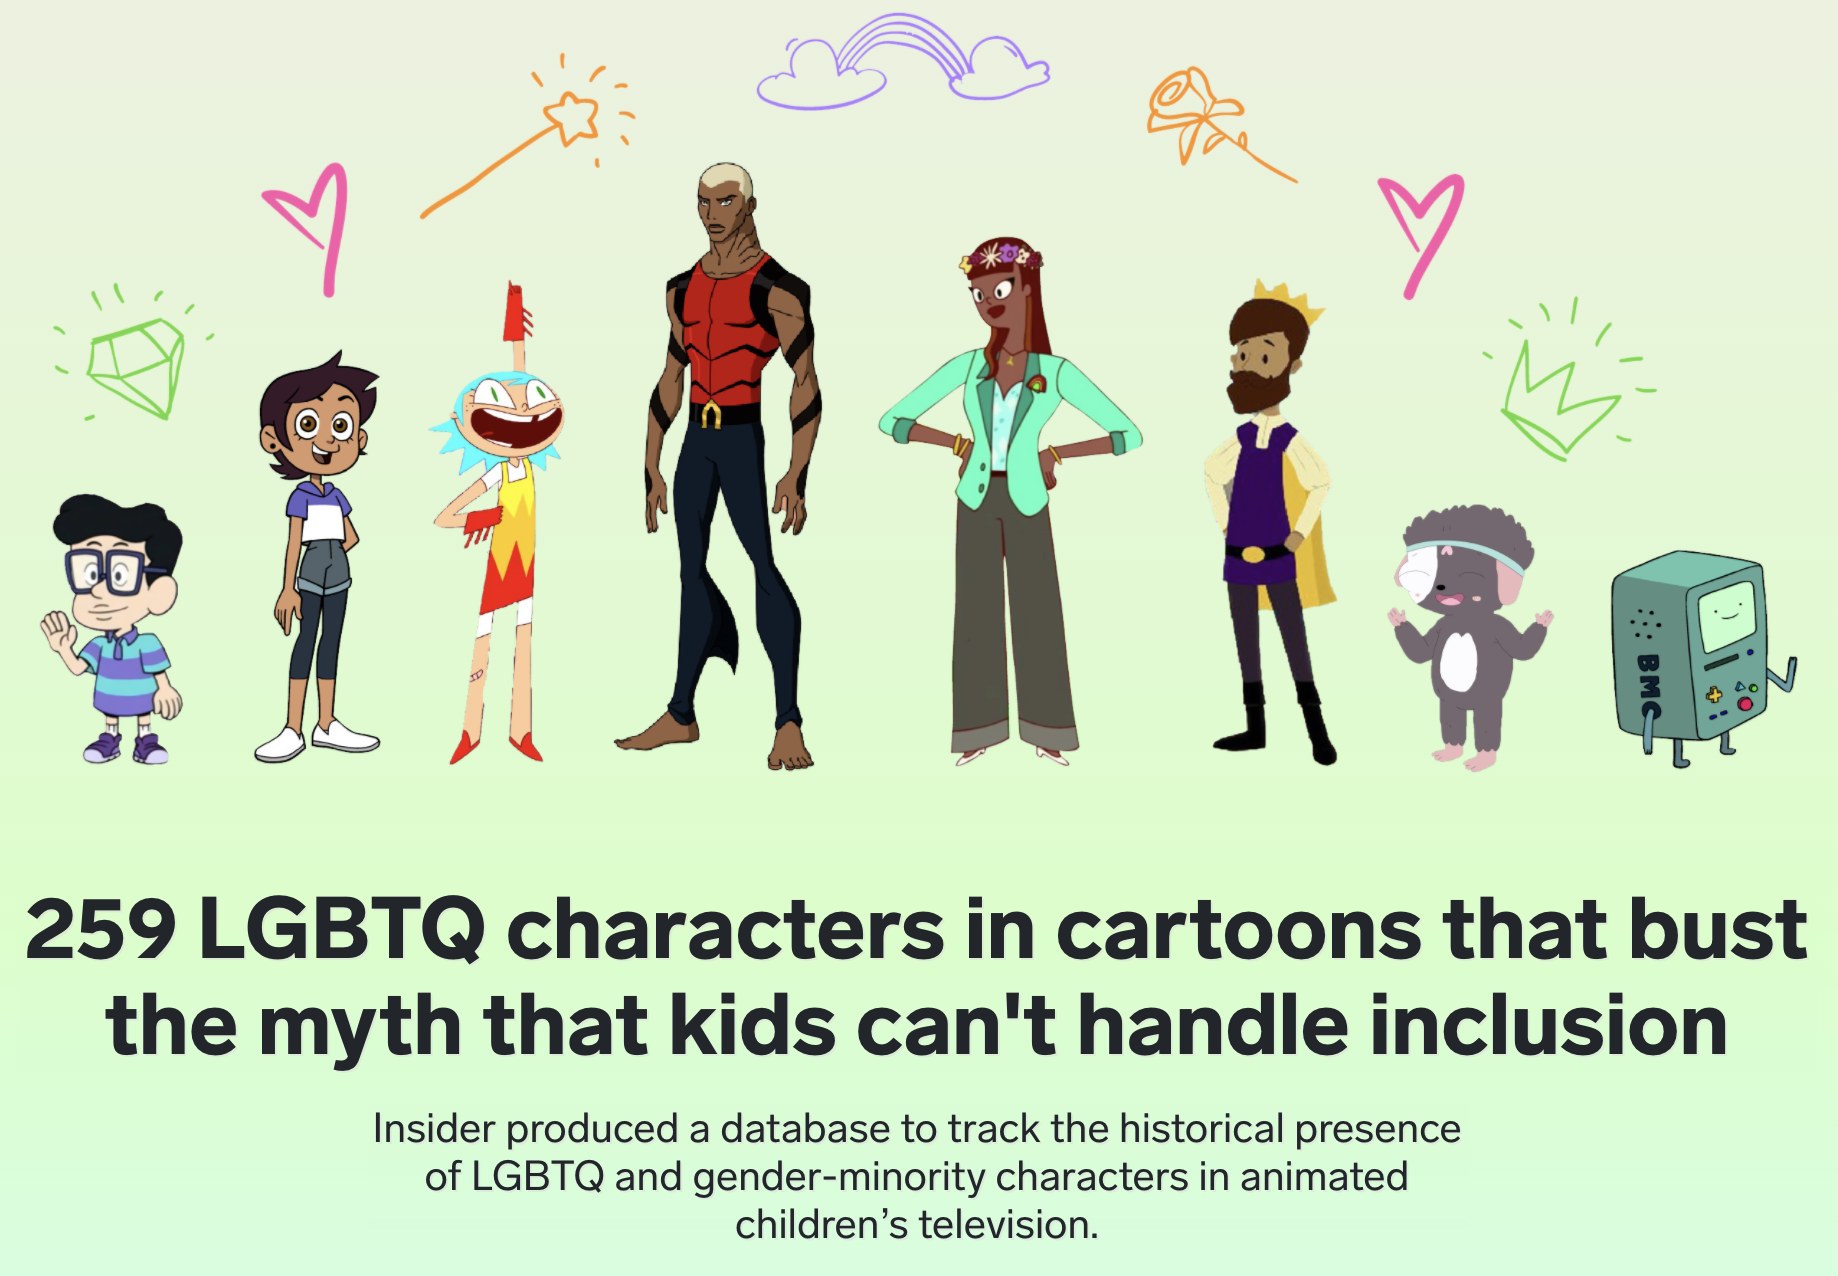 BMO
259 LGBTQ characters in cartoons that bust
the myth that kids can't handle inclusion
Insider produced a database to track the historical presence
of LGBTQ and gender-minority characters in animated
children’s television.